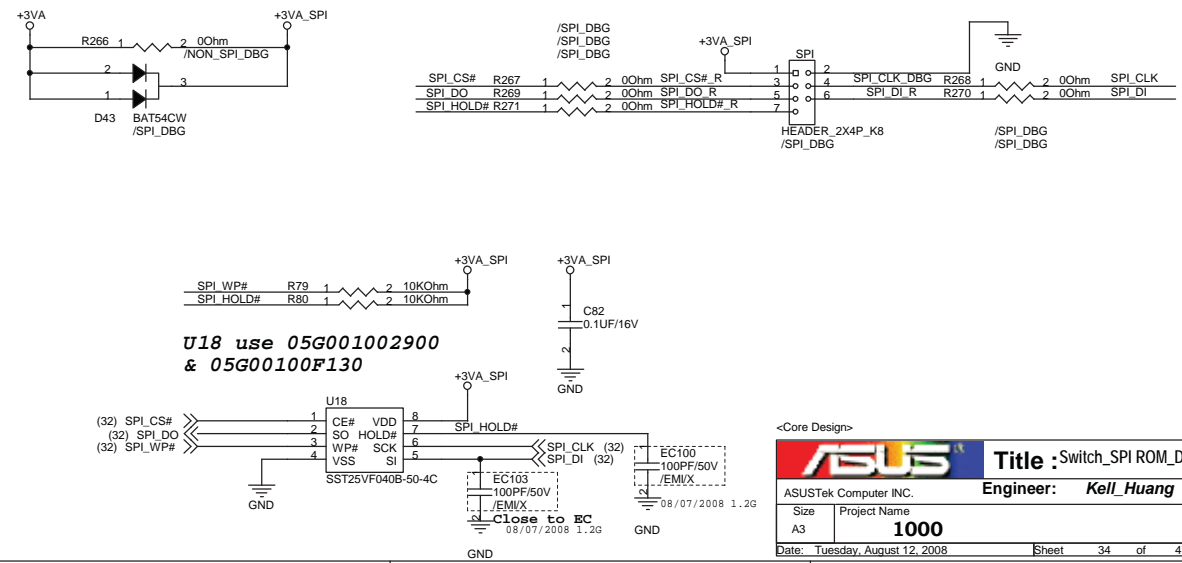 +3VA
+3VA_SPI
R266 1 2 0Ohm
/NON_SPI_DBG
2
3
1
D43 BAT54CW
/SPI_DBG
/SPI_DBG
/SPI_DBG
/SPI_DBG
+3VA_SPI
SPI
GND
1 2
SPI_CS# R267 1 2 0Ohm SPI_CS#_R 3 4 SPI_CLK_DBG R268 1 2 0Ohm SPI_CLK
SPI_DO R269 1 2 0Ohm SPI_DO_R 5 6 SPI_DI_R R270 1 2 0Ohm SPI_DI
SPI_HOLD# R271 1 2 0Ohm SPI_HOLD#_R 7
HEADER_2X4P_K8
/SPI_DBG
/SPI_DBG
/SPI_DBG
+3VA_SPI
SPI_WP# R79 1 2 10KOhm
SPI_HOLD# R80 1 2 10KOhm
+3VA_SPI
1
C82
0.1UF/16V
2
GND
U18 use 05G001002900
& 05G00100F130
+3VA_SPI
U18
(32) SPI_CS# 1 CE# VDD 8
(32) SPI_DO 2 SO HOLD# 7 SPI_HOLD#
(32) SPI_WP# 3 WP# SCK 6 SPI_CLK (32)
4 VSS SI 5 SPI_DI (32)
SST25VF040B-50-4C
GND
EC103
100PF/50V
/EMI/X
2
Close to EC
08/07/2008 1.2G
GND
EC100
100PF/50V
/EMI/X
2
08/07/2008 1.2G
GND
<Core Design>
ASUS
Title : Switch_SPI ROM_D
ASUSTek Computer INC.
Engineer: Kell_Huang
Size
A3
Project Name
1000
Date: Tuesday, August 12, 2008
Sheet 34 of 4